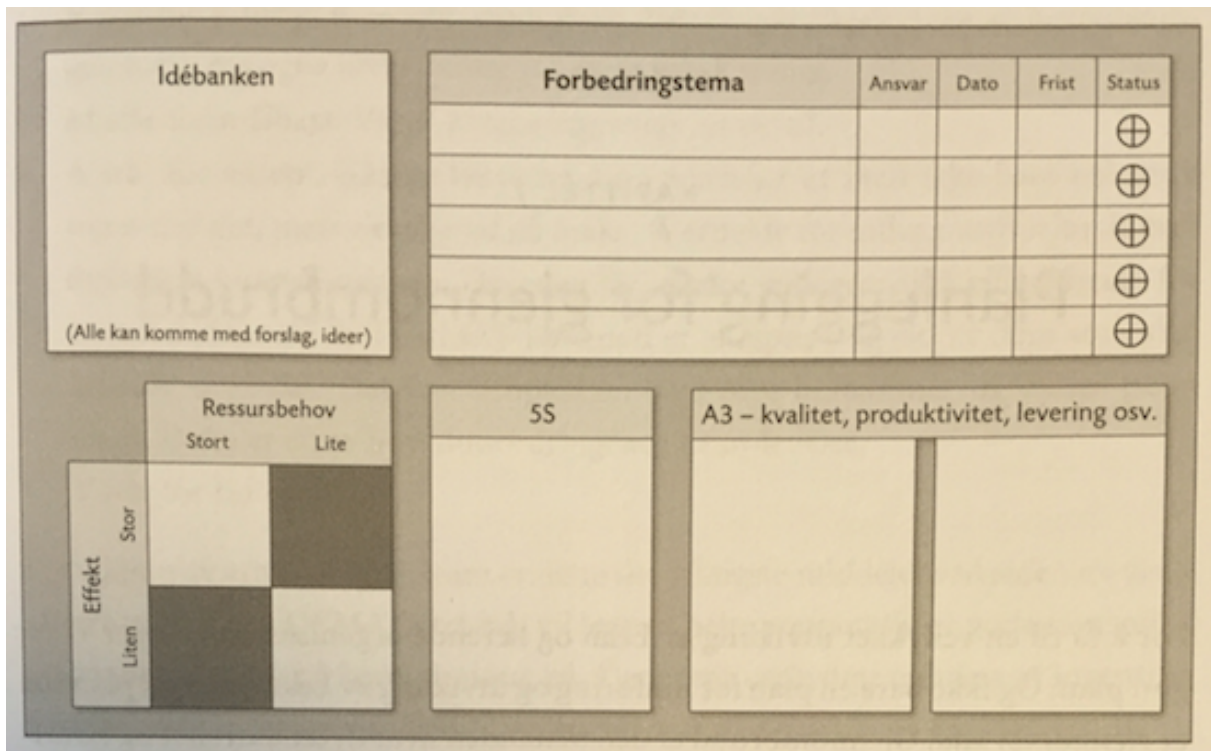 Idébanken
(Alle kan komme med forslag, ideer)
Forbedringstema Ansvar Dato Frist Status
Ressursbehov
Stort Lite
Effekt
Stor
Liten
5S
A3 – kvalitet, produktivitet, levering osv.